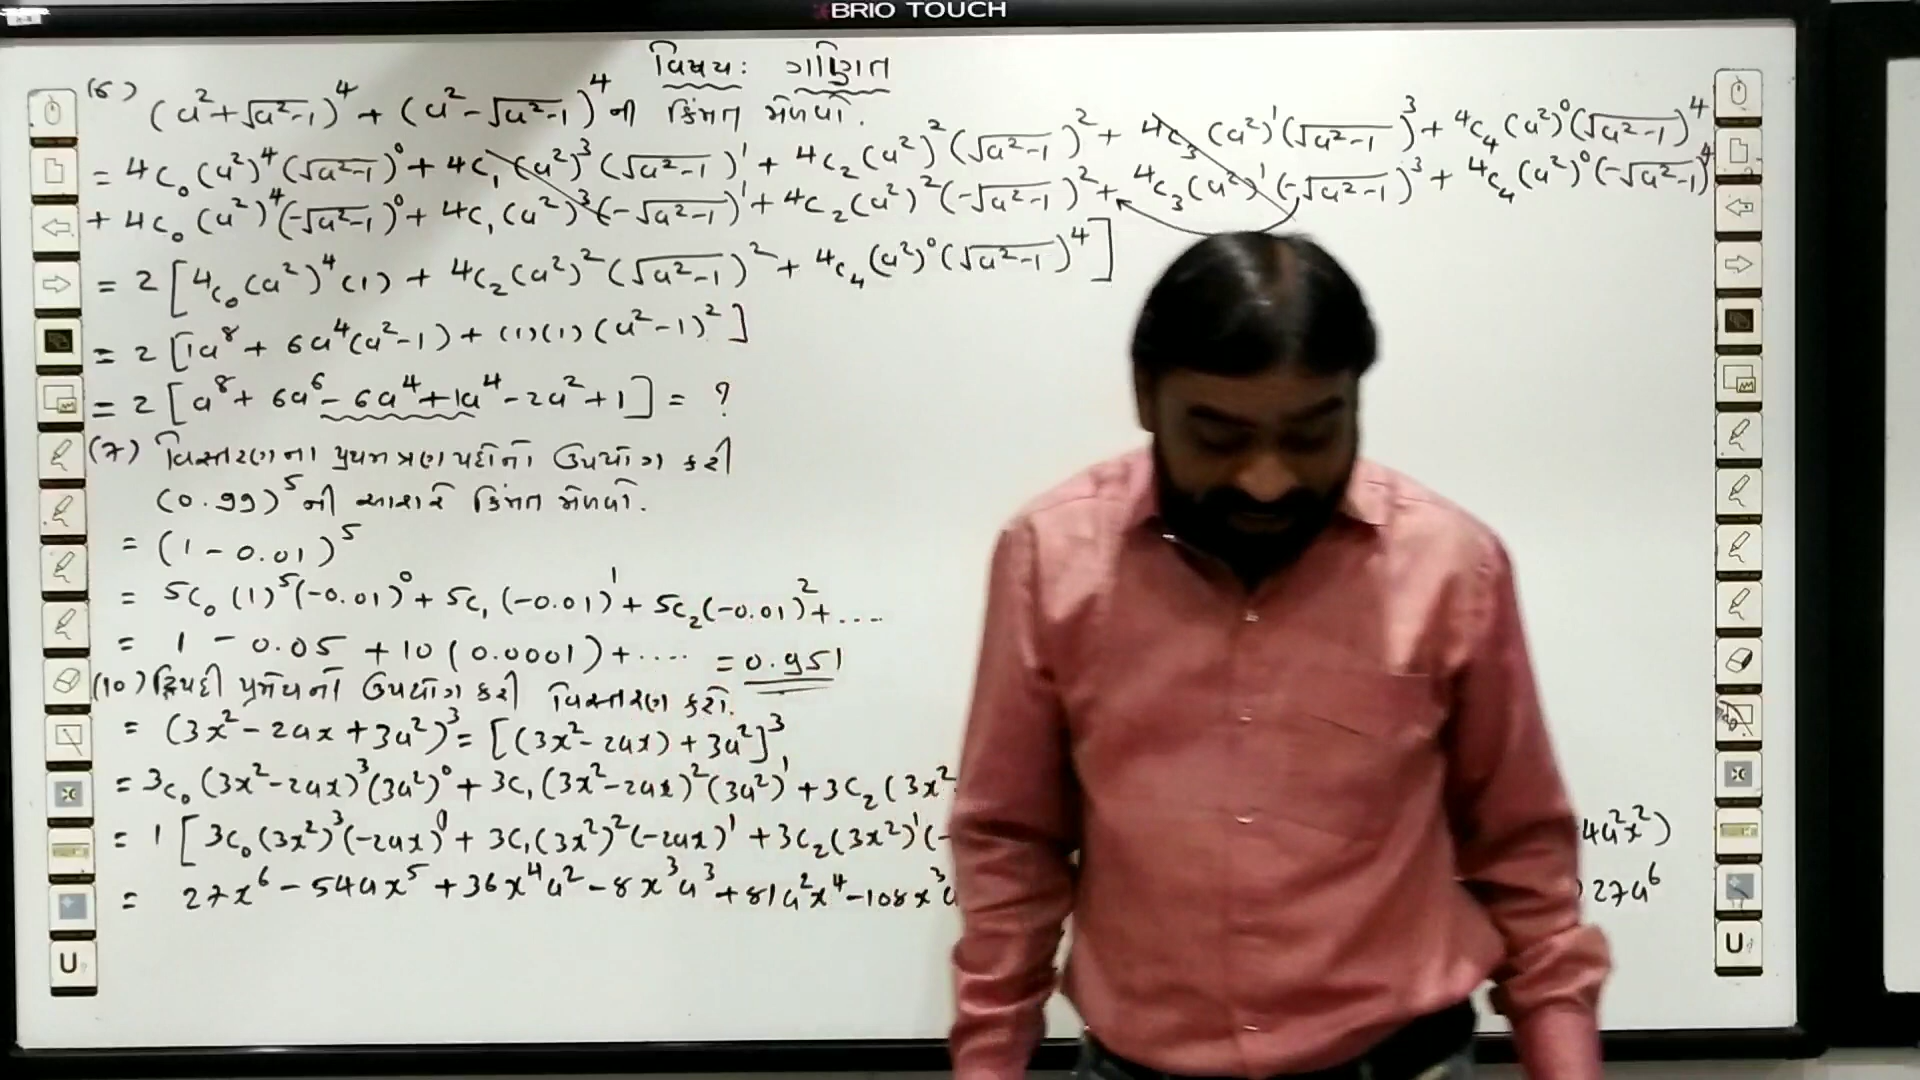 BRIO TOUCH
વિષય: ગણિત
(6) (a²+√a²-1)⁴ + (a²-√a²-1)⁴ ની કિંમત મેળવો.
= 4c₀(a²)⁴(√a²-1)⁰ + 4c₁(a²)³(√a²-1)¹ + 4c₂(a²)²(√a²-1)² + 4c₃(a²)¹(√a²-1)³ + 4c₄(a²)⁰(√a²-1)⁴
+ 4c₀(a²)⁴(-√a²-1)⁰ + 4c₁(a²)³(-√a²-1)¹ + 4c₂(a²)²(-√a²-1)² + 4c₃(a²)¹(-√a²-1)³ + 4c₄(a²)⁰(-√a²-1)⁴
= 2[4c₀(a²)⁴(1) + 4c₂(a²)²(√a²-1)² + 4c₄(a²)⁰(√a²-1)⁴]
= 2[1a⁸ + 6a⁴(a²-1) + (1)(1)(a²-1)²]
= 2[a⁸ + 6a⁶ - 6a⁴ + 1a⁴ - 2a² + 1] = ?
(7) વિસ્તરણના પ્રથમ ત્રણ પદોનો ઉપયોગ કરી
(0.99)⁵ ની આશરે કિંમત મેળવો.
= (1 - 0.01)⁵
= 5c₀(1)⁵(-0.01)⁰ + 5c₁(-0.01)¹ + 5c₂(-0.01)² + ....
= 1 - 0.05 + 10(0.0001) + .... = 0.951
(10) દ્વિપદી પ્રમેયનો ઉપયોગ કરી વિસ્તરણ કરો.
= (3x² - 2ax + 3a²)³ = [(3x² - 2ax) + 3a²]³
= 3c₀(3x²-2ax)³(3a²)⁰ + 3c₁(3x²-2ax)²(3a²)¹ + 3c₂(3x²
= 1[3c₀(3x²)³(-2ax)⁰ + 3c₁(3x²)²(-2ax)¹ + 3c₂(3x²)¹(- 4a²x²)
= 27x⁶ - 54ax⁵ + 36x⁴a² - 8x³a³ + 81a²x⁴ - 108x³a 27a⁶
U
U